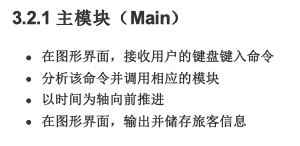 3.2.1 主模块（Main）
• 在图形界面，接收用户的键盘键入命令
• 分析该命令并调用相应的模块
• 以时间为轴向前推进
• 在图形界面，输出并储存旅客信息